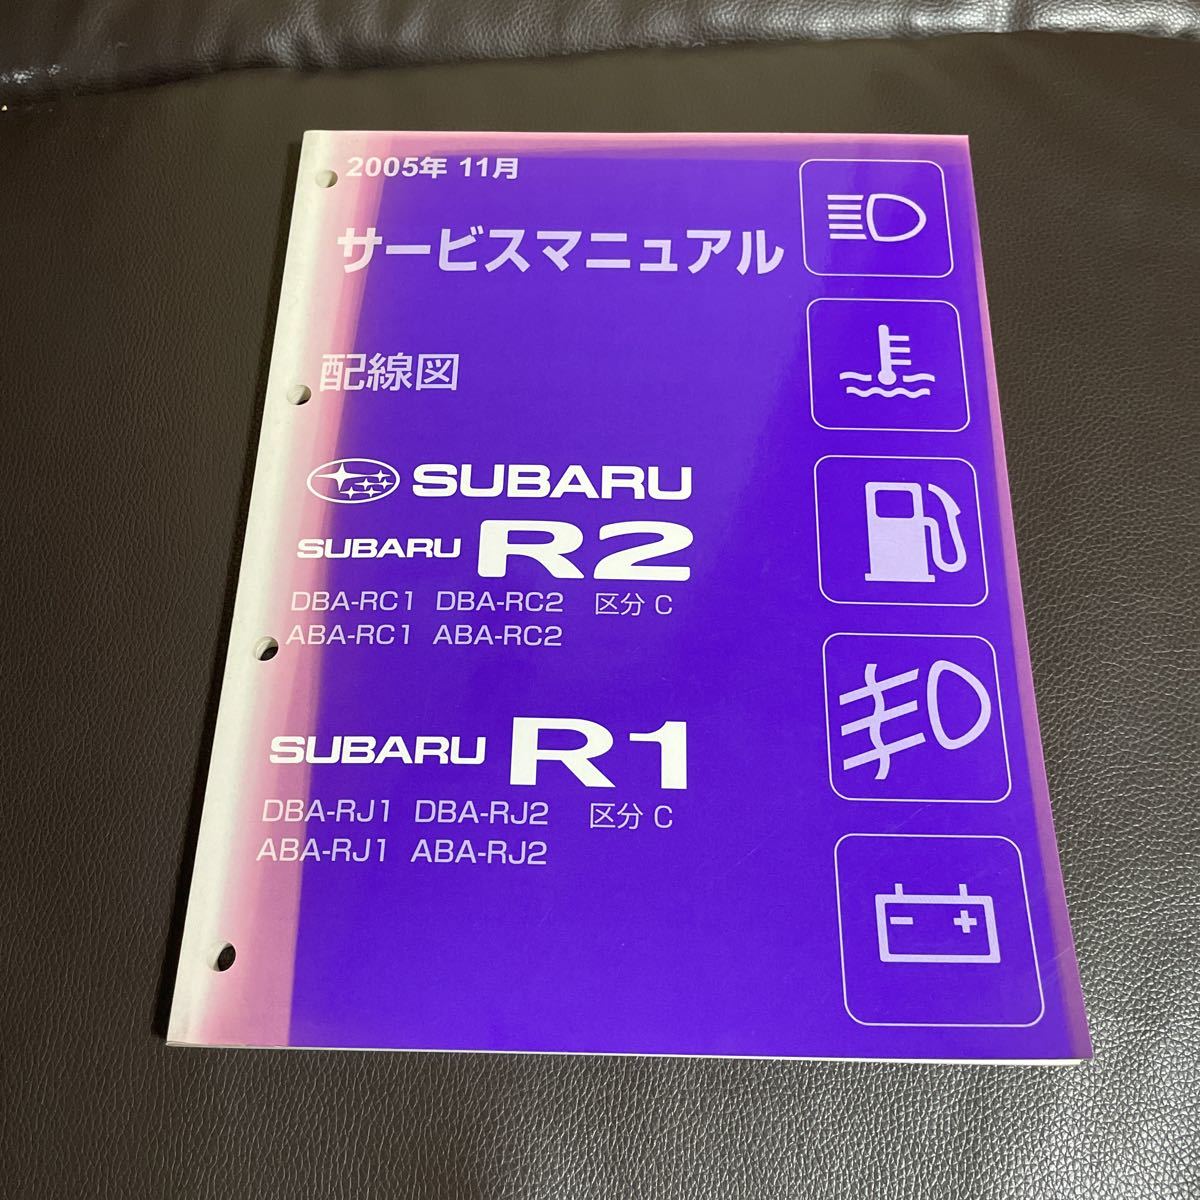 2005年 11月
サービスマニュアル
配線図
SUBARU
SUBARU R2
DBA-RC1 DBA-RC2 区分 C
ABA-RC1 ABA-RC2
SUBARU R1
DBA-RJ1 DBA-RJ2 区分 C
ABA-RJ1 ABA-RJ2